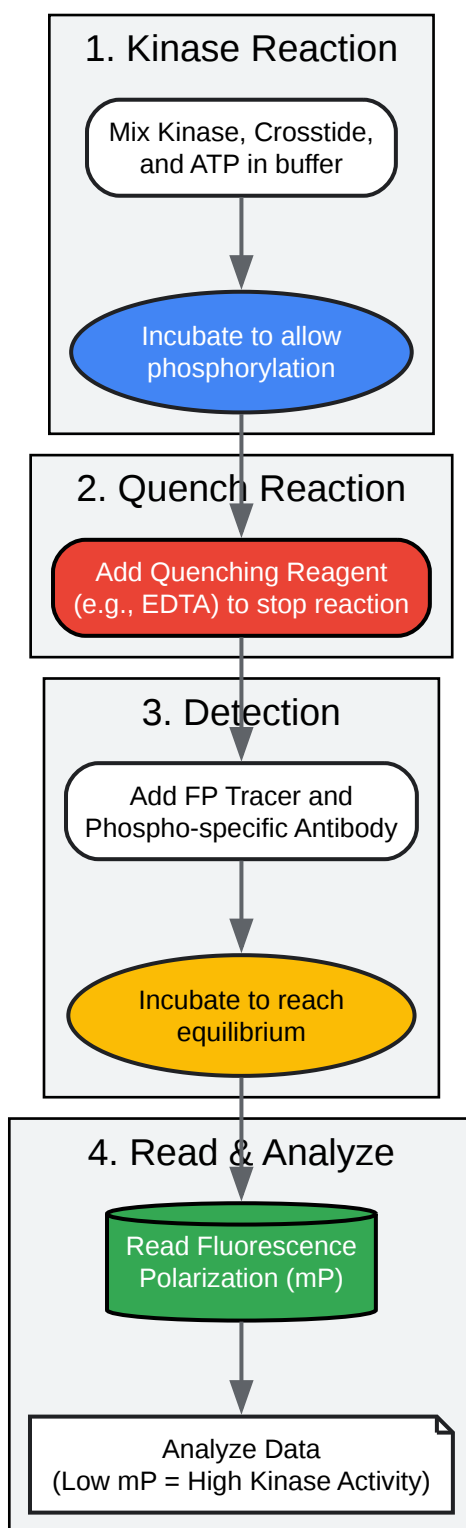 1. Kinase Reaction
Mix Kinase, Crosstide,
and ATP in buffer
Incubate to allow
phosphorylation
2. Quench Reaction
Add Quenching Reagent
(e.g., EDTA) to stop reaction
3. Detection
Add FP Tracer and
Phospho-specific Antibody
Incubate to reach
equilibrium
4. Read & Analyze
Read Fluorescence
Polarization (mP)
Analyze Data
(Low mP = High Kinase Activity)